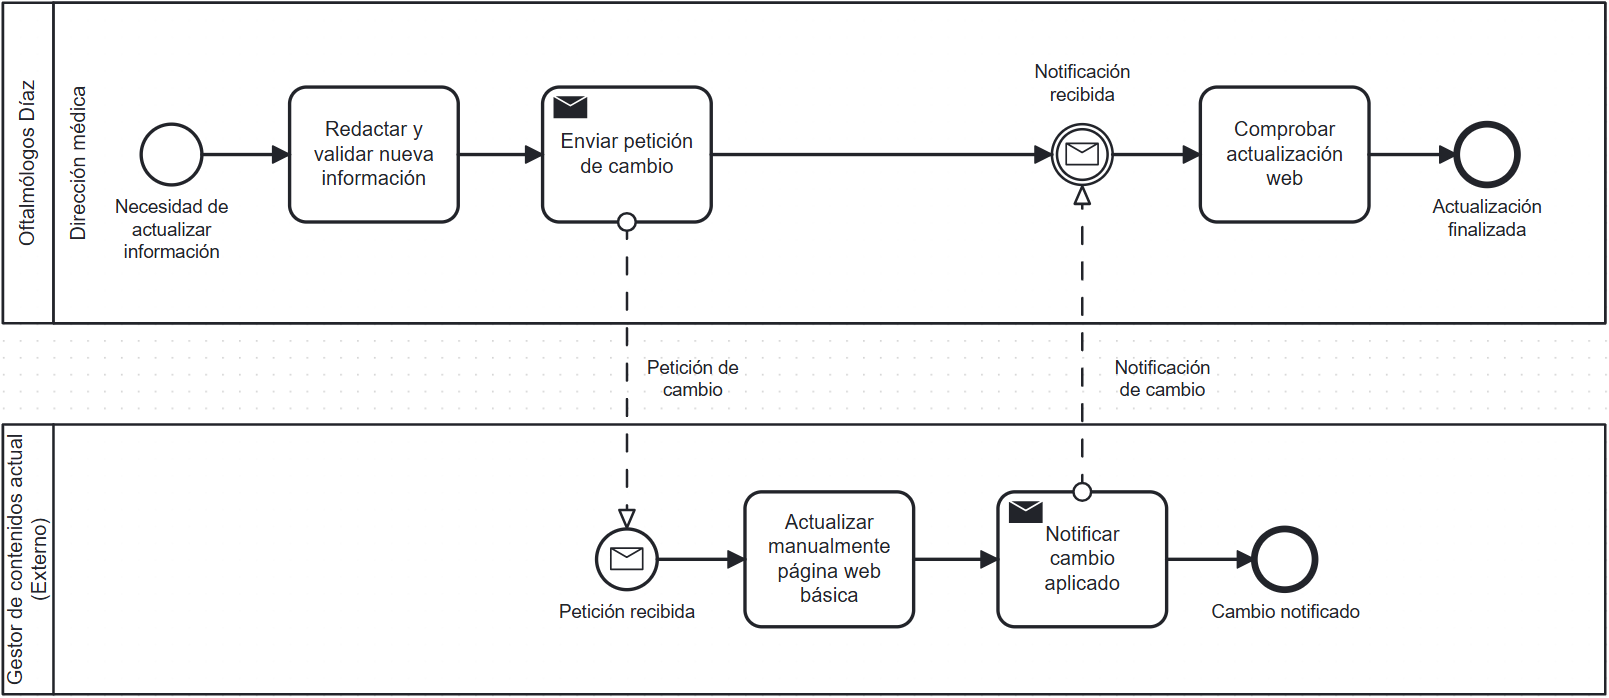 Oftalmólogos Díaz
Dirección médica
Necesidad de
actualizar
información
Redactar y
validar nueva
información
Enviar petición
de cambio
Notificación
recibida
Comprobar
actualización
web
Actualización
finalizada
Petición de
cambio
Notificación
de cambio
Gestor de contenidos actual
(Externo)
Petición recibida
Actualizar
manualmente
página web
básica
Notificar
cambio
aplicado
Cambio notificado